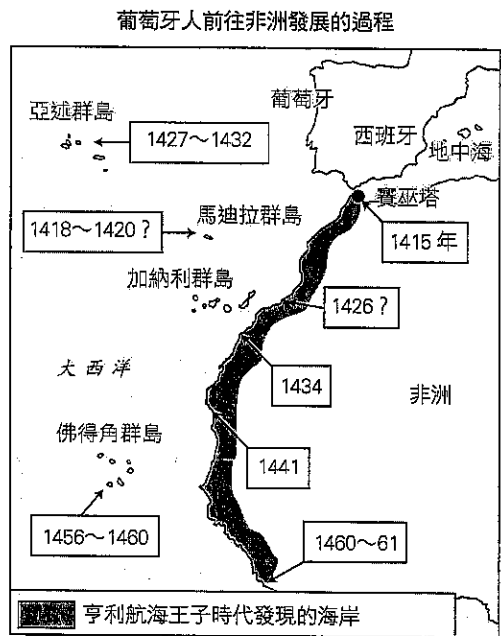 葡萄牙人前往非洲發展的過程
葡萄牙
亞述群島
1427～1432
西班牙
地中海
賽巫塔
馬迪拉群島
1418～1420？
1415年
加納利群島
1426？
大西洋
1434
非洲
佛得角群島
1441
1456～1460
1460～61
亨利航海王子時代發現的海岸